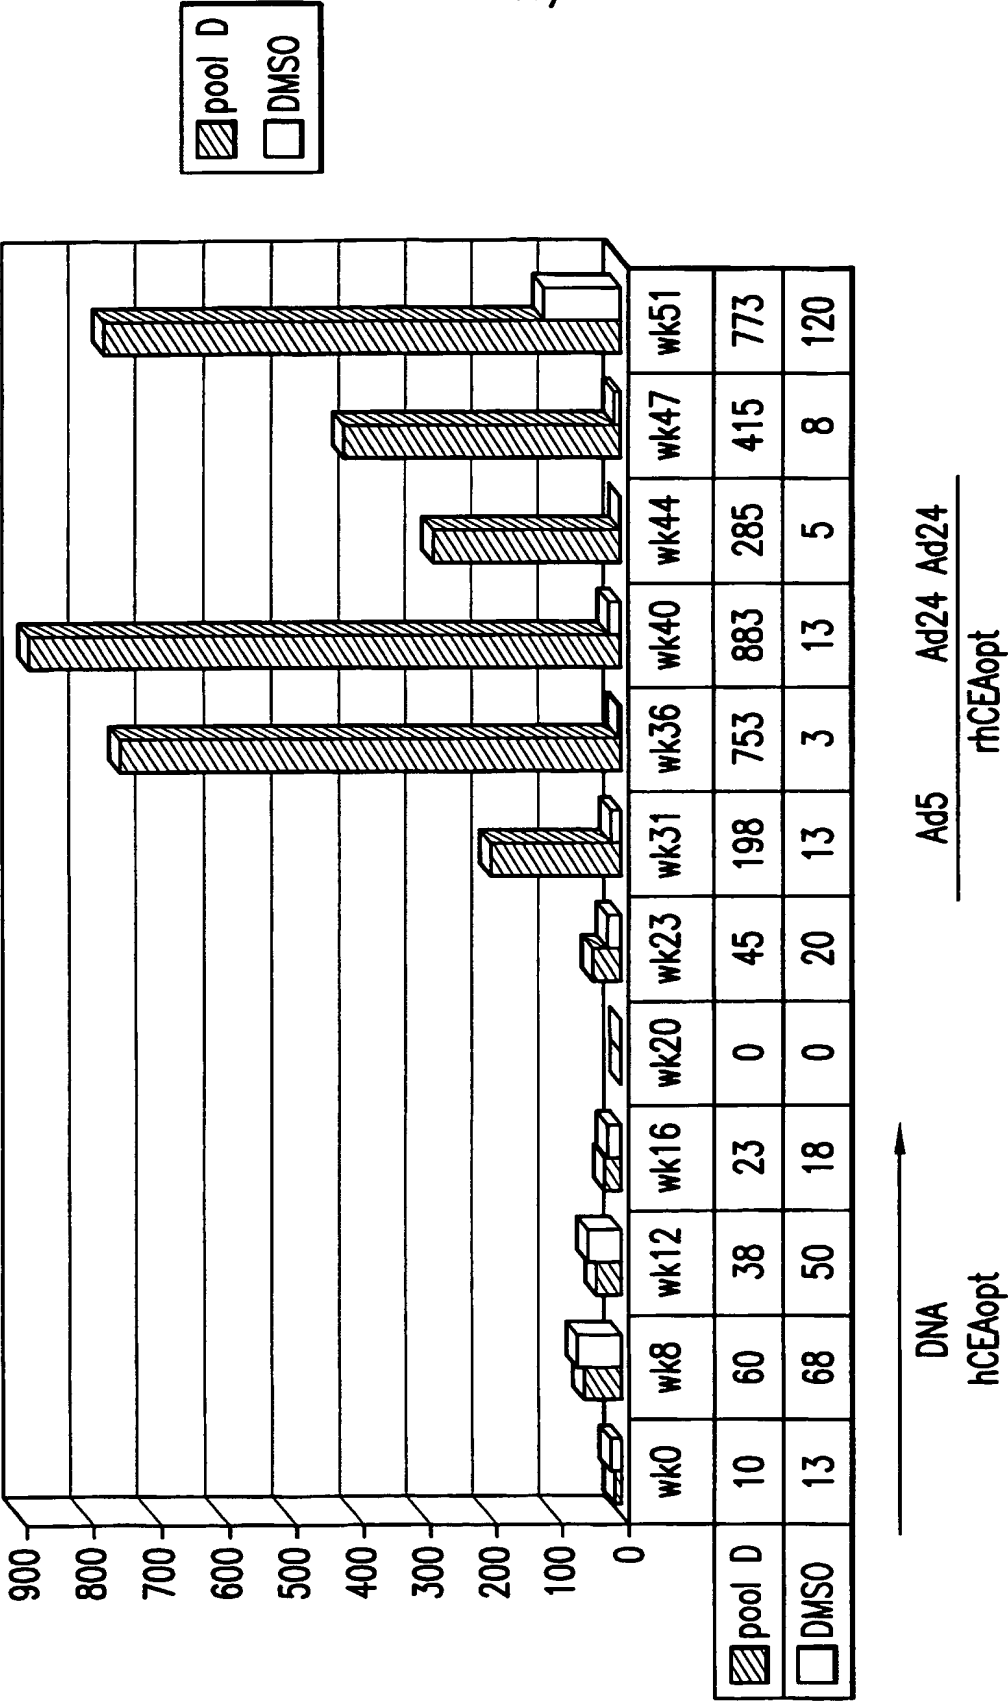 pool D
DMSO
900
800
700
600
500
400
300
200
100
0
wk0 wk8 wk12 wk16 wk20 wk23 wk31 wk36 wk40 wk44 wk47 wk51
pool D 10 60 38 23 0 45 198 753 883 285 415 773
DMSO 13 68 50 18 0 20 13 3 13 5 8 120
DNA Ad5 Ad24 Ad24
hCEAopt rhCEAopt